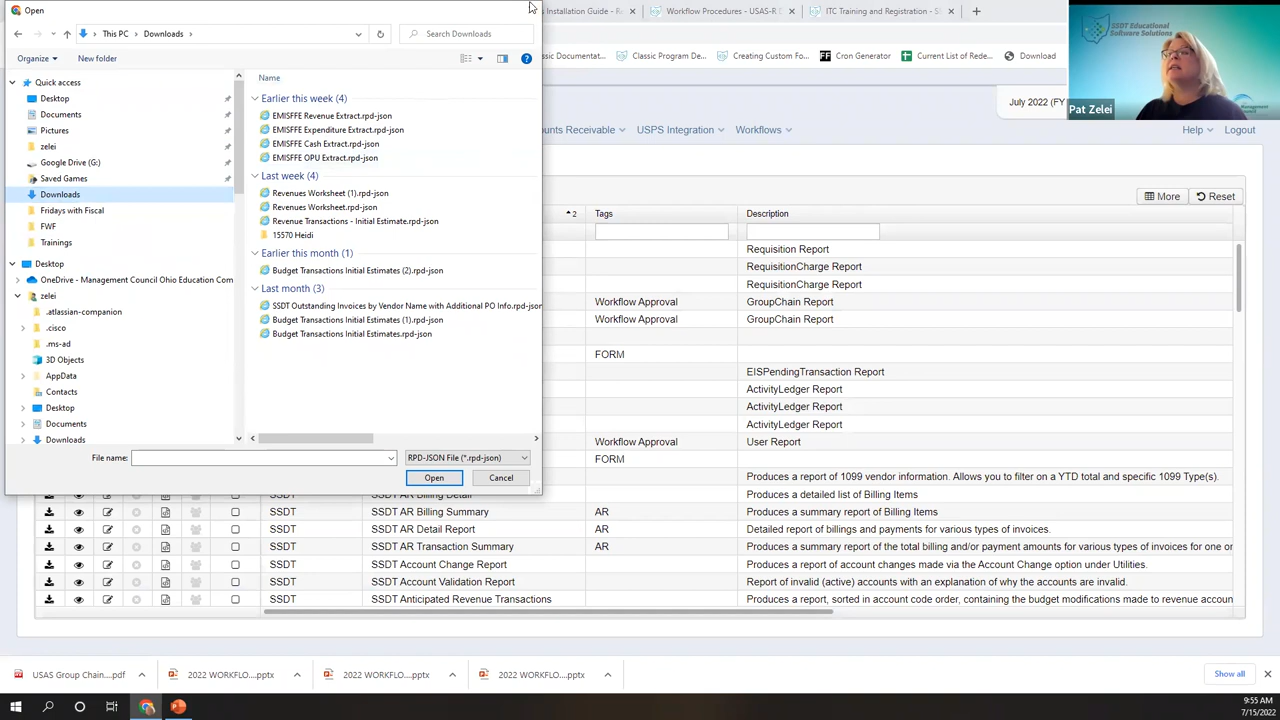 Open
s Installation Guide - Re
Workflow Procedures - USAS-R D
ITC Training and Registration - S
SSDT Educational
Software Solutions
This PC > Downloads >
Search Downloads
lassic Documentat...
Classic Program Des...
Creating Custom For...
Cron Generator
Current List of Rede...
Download
Organize
New folder
Name
Quick access
Desktop
Documents
Pictures
zelei
Google Drive (G:)
Saved Games
Downloads
Fridays with Fiscal
FWF
Trainings
Desktop
OneDrive - Management Council Ohio Education Com
zelei
.atlassian-companion
.cisco
.ms-ad
3D Objects
AppData
Contacts
Desktop
Documents
Downloads
Earlier this week (4)
EMISFFE Revenue Extract.rpd-json
EMISFFE Expenditure Extract.rpd-json
EMISFFE Cash Extract.rpd-json
EMISFFE OPU Extract.rpd-json
Last week (4)
Revenues Worksheet (1).rpd-json
Revenues Worksheet.rpd-json
Revenue Transactions - Initial Estimate.rpd-json
15570 Heidi
Earlier this month (1)
Budget Transactions Initial Estimates (2).rpd-json
Last month (3)
SSDT Outstanding Invoices by Vendor Name with Additional PO Info.rpd-json
Budget Transactions Initial Estimates (1).rpd-json
Budget Transactions Initial Estimates.rpd-json
File name:
RPD-JSON File (*.rpd-json)
Open
Cancel
July 2022 (FY
Pat Zelei
ounts Receivable
USPS Integration
Workflows
Help
Logout
More
Reset
2
Tags
Description
Requisition Report
RequisitionCharge Report
RequisitionCharge Report
Workflow Approval GroupChain Report
Workflow Approval GroupChain Report
FORM
EISPendingTransaction Report
ActivityLedger Report
ActivityLedger Report
ActivityLedger Report
Workflow Approval User Report
FORM
Produces a report of 1099 vendor information. Allows you to filter on a YTD total and specific 1099 Type(s).
SSDT SSDT AR Billing Detail Produces a detailed list of Billing Items
SSDT SSDT AR Billing Summary AR Produces a summary report of Billing Items
SSDT SSDT AR Detail Report AR Detailed report of billings and payments for various types of invoices.
SSDT SSDT AR Transaction Summary AR Produces a summary report of the total billing and/or payment amounts for various types of invoices for one or
SSDT SSDT Account Change Report Produces a report of account changes made via the Account Change option under Utilities.
SSDT SSDT Account Validation Report Report of invalid (active) accounts with an explanation of why the accounts are invalid.
SSDT SSDT Anticipated Revenue Transactions Produces a report, sorted in account code order, containing the budget modifications made to revenue accoun
USAS Group Chain....pdf
2022 WORKFLO....pptx
2022 WORKFLO....pptx
2022 WORKFLO....pptx
Show all
9:55 AM
7/15/2022